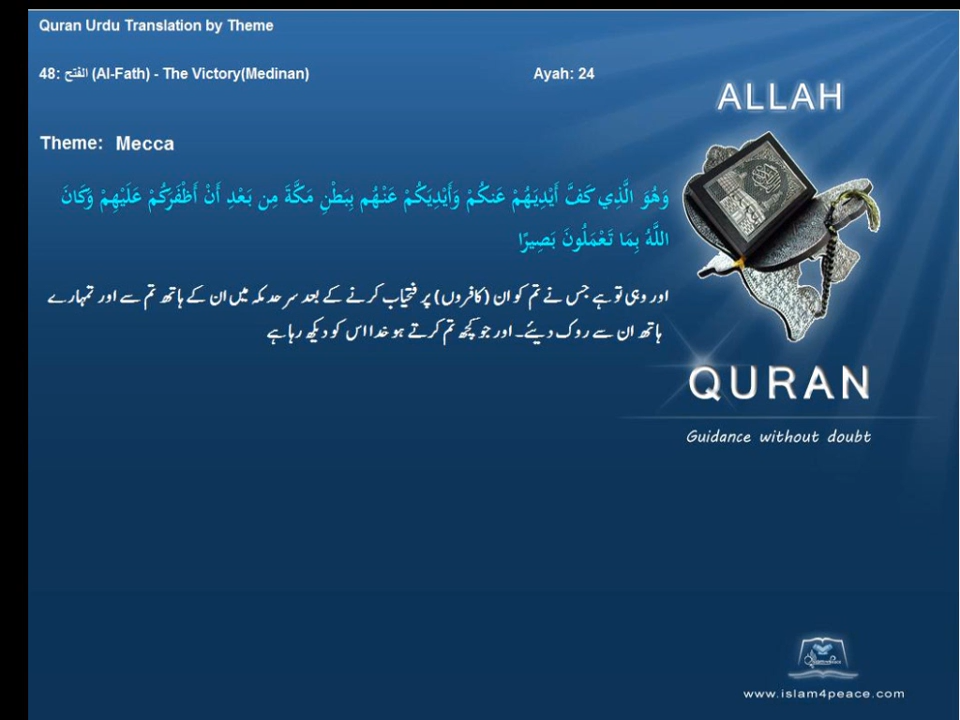 Quran Urdu Translation by Theme
48: الفتح (Al-Fath) - The Victory(Medinan)
Ayah: 24
Theme: Mecca
وَهُوَ الَّذِي كَفَّ أَيْدِيَهُمْ عَنكُمْ وَأَيْدِيَكُمْ عَنْهُم بِبَطْنِ مَكَّةَ مِن بَعْدِ أَنْ أَظْفَرَكُمْ عَلَيْهِمْ وَكَانَ
اللَّهُ بِمَا تَعْمَلُونَ بَصِيرًا
اور وہی تو ہے جس نے تم کو ان (کافروں) پر فتحیاب کرنے کے بعد سرحد مکہ میں ان کے ہاتھ تم سے اور تمہارے
ہاتھ ان سے روک دیئے۔ اور جو کچھ تم کرتے ہو خدا اس کو دیکھ رہا ہے
ALLAH
QURAN
Guidance without doubt
www.islam4peace.com